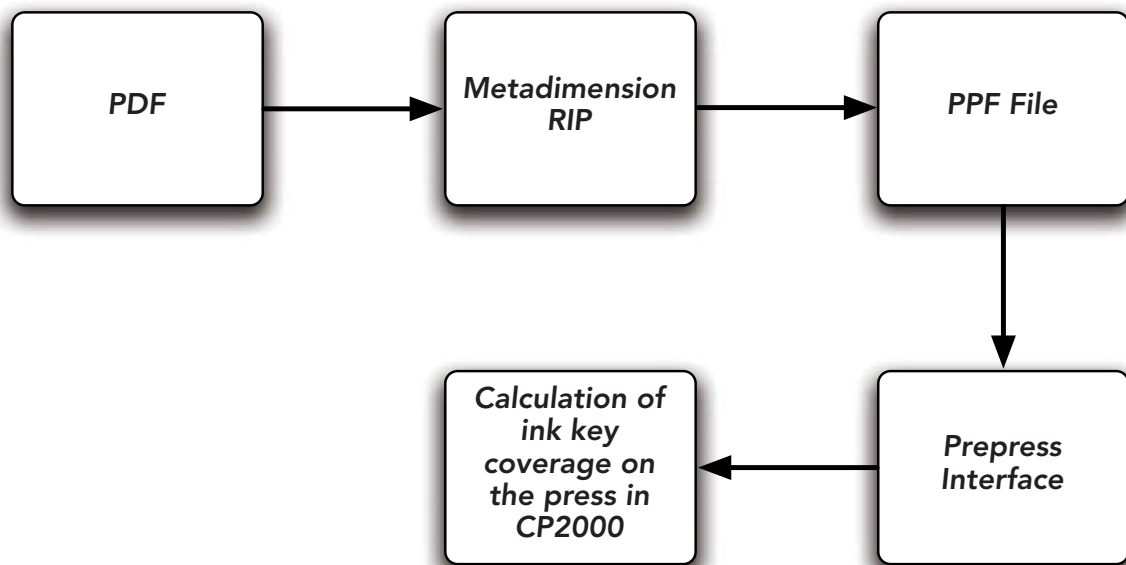 PDF
Metadimension
RIP
PPF File
Calculation of
ink key
coverage on
the press in
CP2000
Prepress
Interface